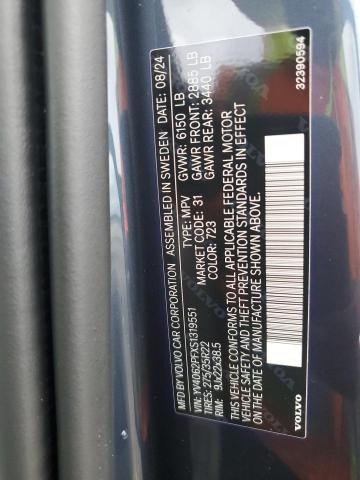 MFD BY VOLVO CAR CORPORATION ASSEMBLED IN SWEDEN DATE: 08/24
VIN: YV4062PFXS1319551 TYPE: MPV GVWR: 6150 LB
TIRES: 275/35R22 MARKET CODE: 31 GAWR FRONT: 2885 LB
RIM: 9Jx22x38.5 COLOR: 723 GAWR REAR: 3440 LB
THIS VEHICLE CONFORMS TO ALL APPLICABLE FEDERAL MOTOR
VEHICLE SAFETY AND THEFT PREVENTION STANDARDS IN EFFECT
ON THE DATE OF MANUFACTURE SHOWN ABOVE.
VOLVO 32390594